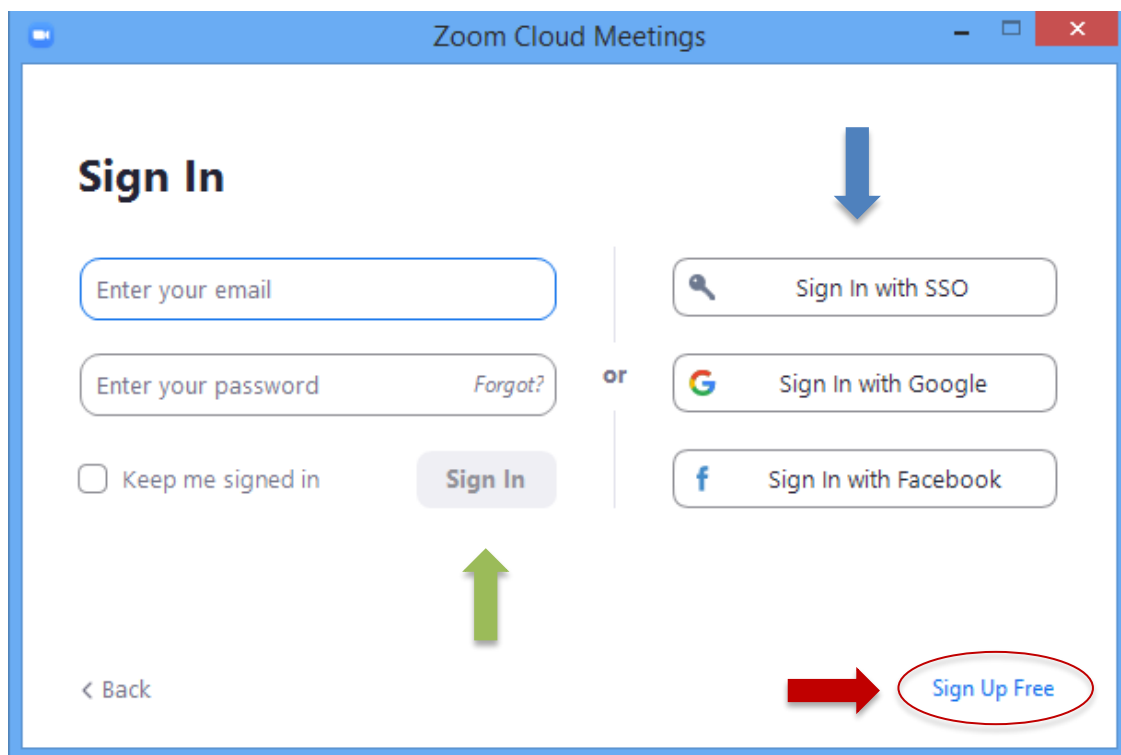 Zoom Cloud Meetings
Sign In
Enter your email
Enter your password Forgot?
Keep me signed in Sign In
or
Sign In with SSO
Sign In with Google
Sign In with Facebook
< Back
Sign Up Free